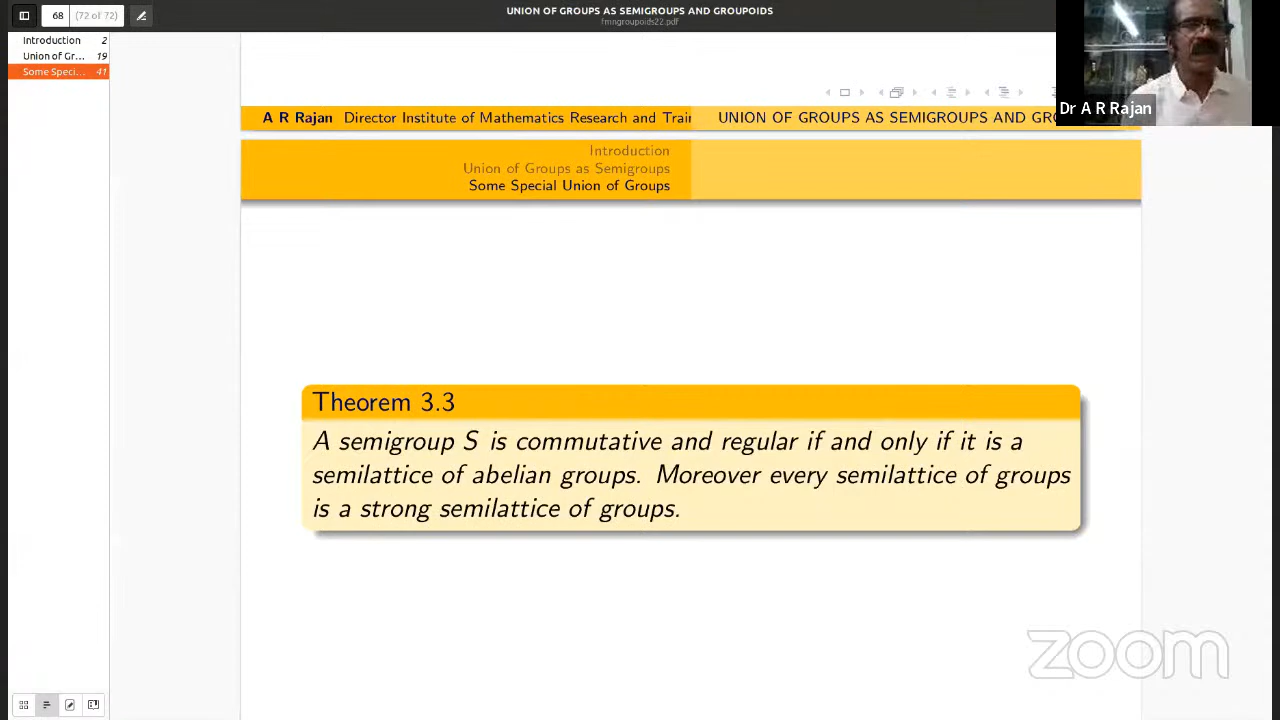 68 (72 of 72)
UNION OF GROUPS AS SEMIGROUPS AND GROUPOIDS
fmngroupoids22.pdf
Introduction 2
Union of Gr... 19
Some Speci... 41
Dr A R Rajan
A R Rajan Director Institute of Mathematics Research and Trai UNION OF GROUPS AS SEMIGROUPS AND GRO
Introduction
Union of Groups as Semigroups
Some Special Union of Groups
Theorem 3.3
A semigroup S is commutative and regular if and only if it is a
semilattice of abelian groups. Moreover every semilattice of groups
is a strong semilattice of groups.
zoom